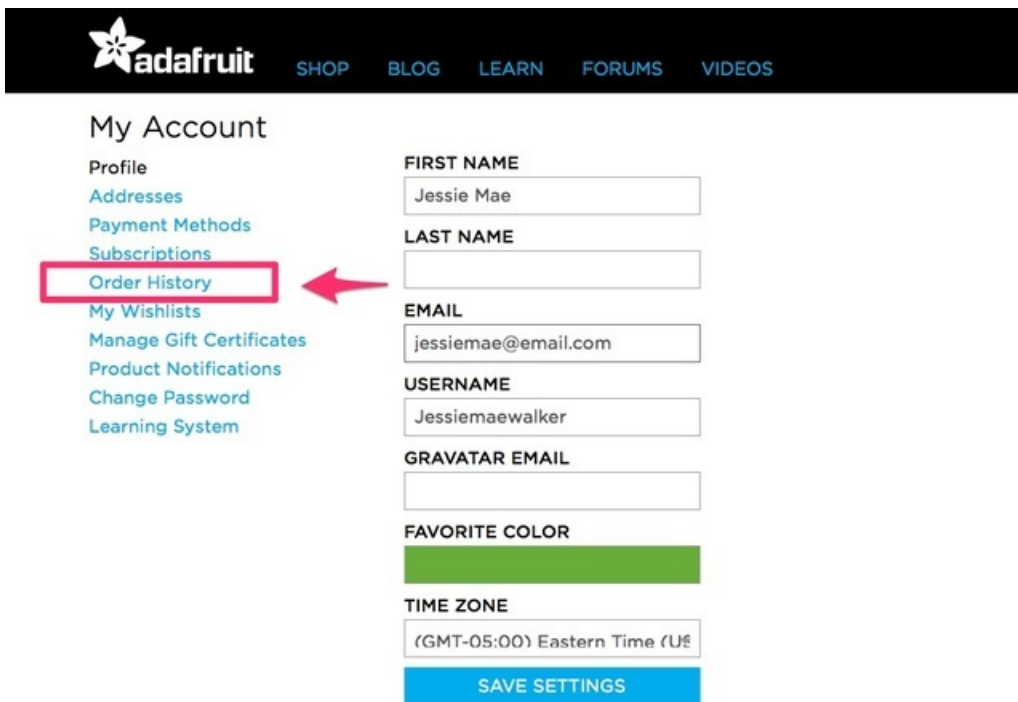 adafruit
SHOP BLOG LEARN FORUMS VIDEOS
My Account
Profile
Addresses
Payment Methods
Subscriptions
Order History
My Wishlists
Manage Gift Certificates
Product Notifications
Change Password
Learning System
FIRST NAME
Jessie Mae
LAST NAME
EMAIL
jessiemae@email.com
USERNAME
Jessiemaewalker
GRAVATAR EMAIL
FAVORITE COLOR
TIME ZONE
(GMT-05:00) Eastern Time (US
SAVE SETTINGS